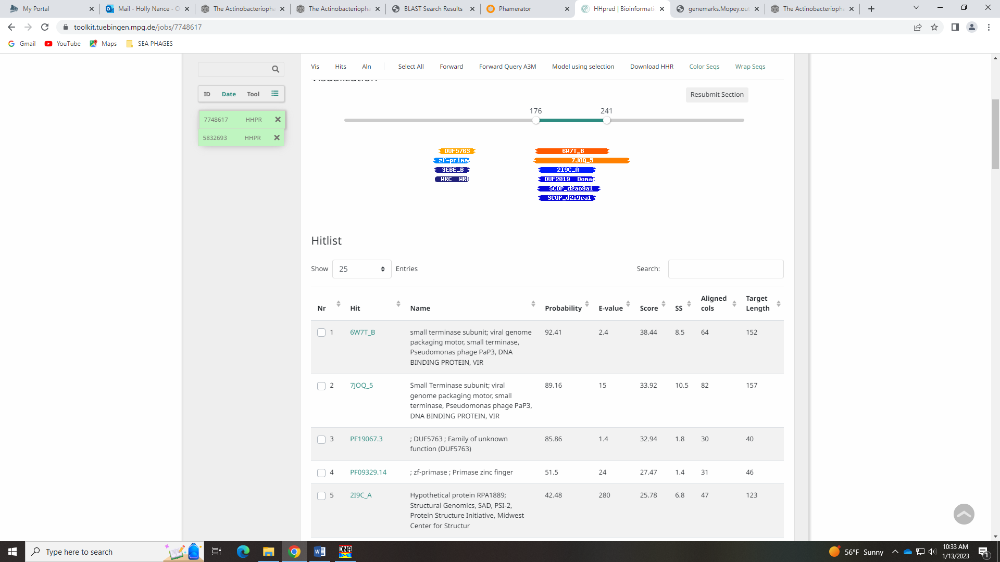 My Portal
Mail - Holly Nance - O
The Actinobacteriopha
The Actinobacteriopha
BLAST Search Results
Phamerator
HHpred | Bioinformati
genemarks.Mopey.out
The Actinobacteriopha
toolkit.tuebingen.mpg.de/jobs/7748617
Gmail YouTube Maps SEA PHAGES
Vis Hits Aln Select All Forward Forward Query A3M Model using selection Download HHR Color Seqs Wrap Seqs
Visualization
ID Date Tool
7748617 HHPR
5832693 HHPR
Resubmit Section
176 241
DUF5763 6W7T_B
zf-prima 7JOQ_5
3EBE_B 2I9C_A
WRC WRC DUF2019 Doma
SCOP_d2ao9a1
SCOP_d2i9ca1
Hitlist
Show 25 Entries Search:
Nr Hit Name Probability E-value Score SS Aligned cols Target Length
1 6W7T_B small terminase subunit; viral genome 92.41 2.4 38.44 8.5 64 152
packaging motor, small terminase,
Pseudomonas phage PaP3, DNA
BINDING PROTEIN, VIR
2 7JOQ_5 Small Terminase subunit; viral 89.16 15 33.92 10.5 82 157
genome packaging motor, small
terminase, Pseudomonas phage PaP3,
DNA BINDING PROTEIN, VIR
3 PF19067.3 ; DUF5763 ; Family of unknown 85.86 1.4 32.94 1.8 30 40
function (DUF5763)
4 PF09329.14 ; zf-primase ; Primase zinc finger 51.5 24 27.47 1.4 31 46
5 2I9C_A Hypothetical protein RPA1889; 42.48 280 25.78 6.8 47 123
Structural Genomics, SAD, PSI-2,
Protein Structure Initiative, Midwest
Center for Structur
Type here to search
DNA
56°F Sunny
10:33 AM
1/13/2023
1